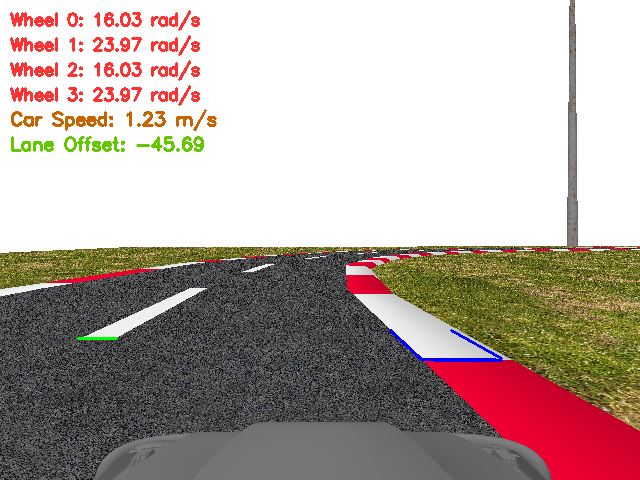 Wheel 0: 16.03 rad/s
Wheel 1: 23.97 rad/s
Wheel 2: 16.03 rad/s
Wheel 3: 23.97 rad/s
Car Speed: 1.23 m/s
Lane Offset: -45.69